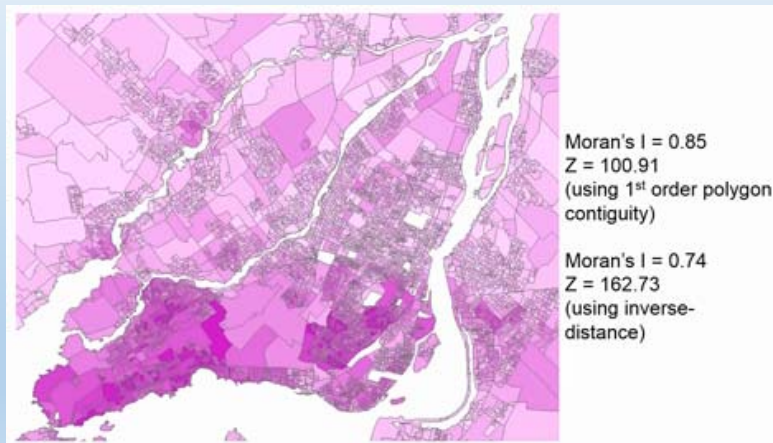 Moran's I = 0.85
Z = 100.91
(using 1st order polygon
contiguity)
Moran's I = 0.74
Z = 162.73
(using inverse-
distance)